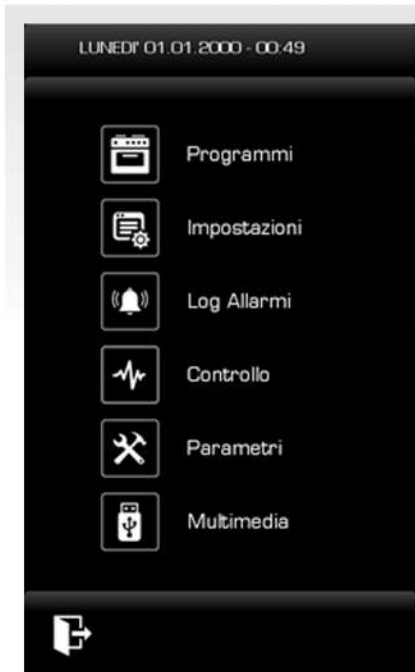 LUNEDI' 01.01.2000 - 00:49
Programmi
Impostazioni
Log Allarmi
Controllo
Parametri
Multimedia